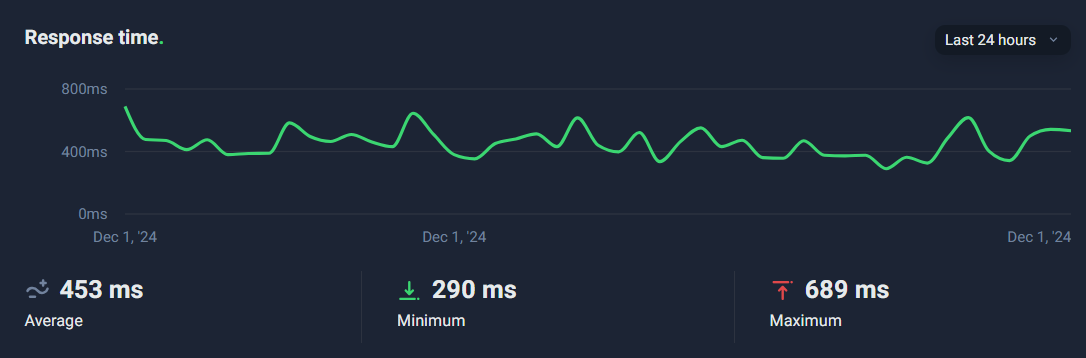 Response time.
Last 24 hours
800ms
400ms
0ms
Dec 1, '24 Dec 1, '24 Dec 1, '24
453 ms 290 ms 689 ms
Average Minimum Maximum